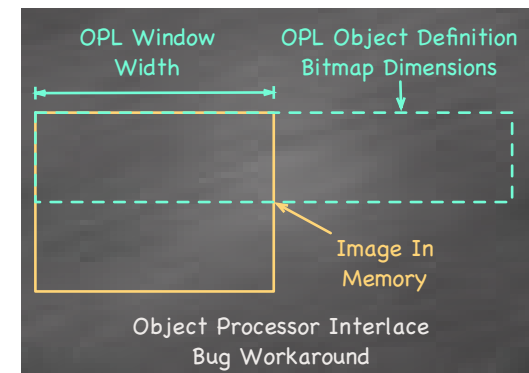 OPL Window
Width
OPL Object Definition
Bitmap Dimensions
Image In
Memory
Object Processor Interlace
Bug Workaround